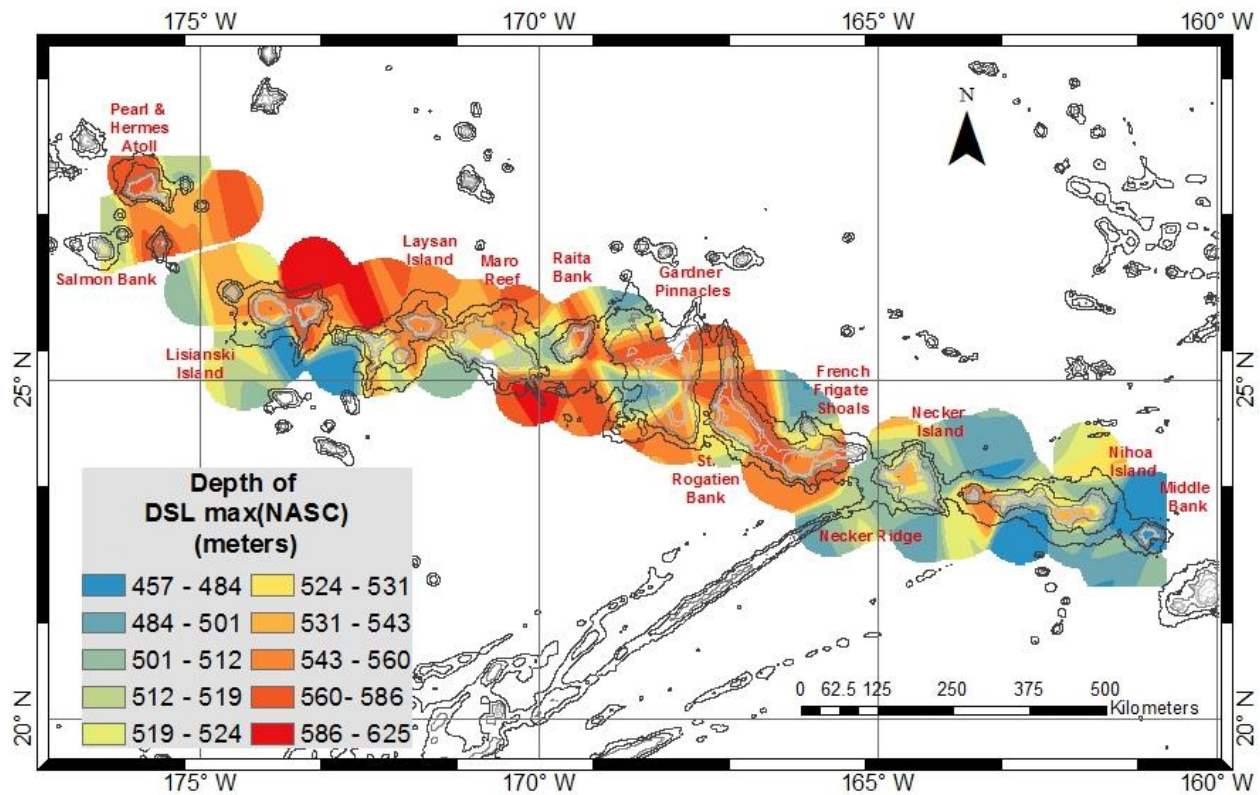 175° W 170° W 165° W 160° W
N
Pearl &
Hermes
Atoll
Salmon Bank
Lisianski
Island
Laysan
Island
Maro
Reef
Raita
Bank
Gardner
Pinnacles
French
Frigate
Shoals
St.
Rogatien
Bank
Necker
Island
Necker Ridge
Nihoa
Island
Middle
Bank
25° N
25° N
20° N
20° N
Depth of
DSL max(NASC)
(meters)
457 - 484
484 - 501
501 - 512
512 - 519
519 - 524
524 - 531
531 - 543
543 - 560
560- 586
586 - 625
0 62.5 125 250 375 500
Kilometers
175° W 170° W 165° W 160° W